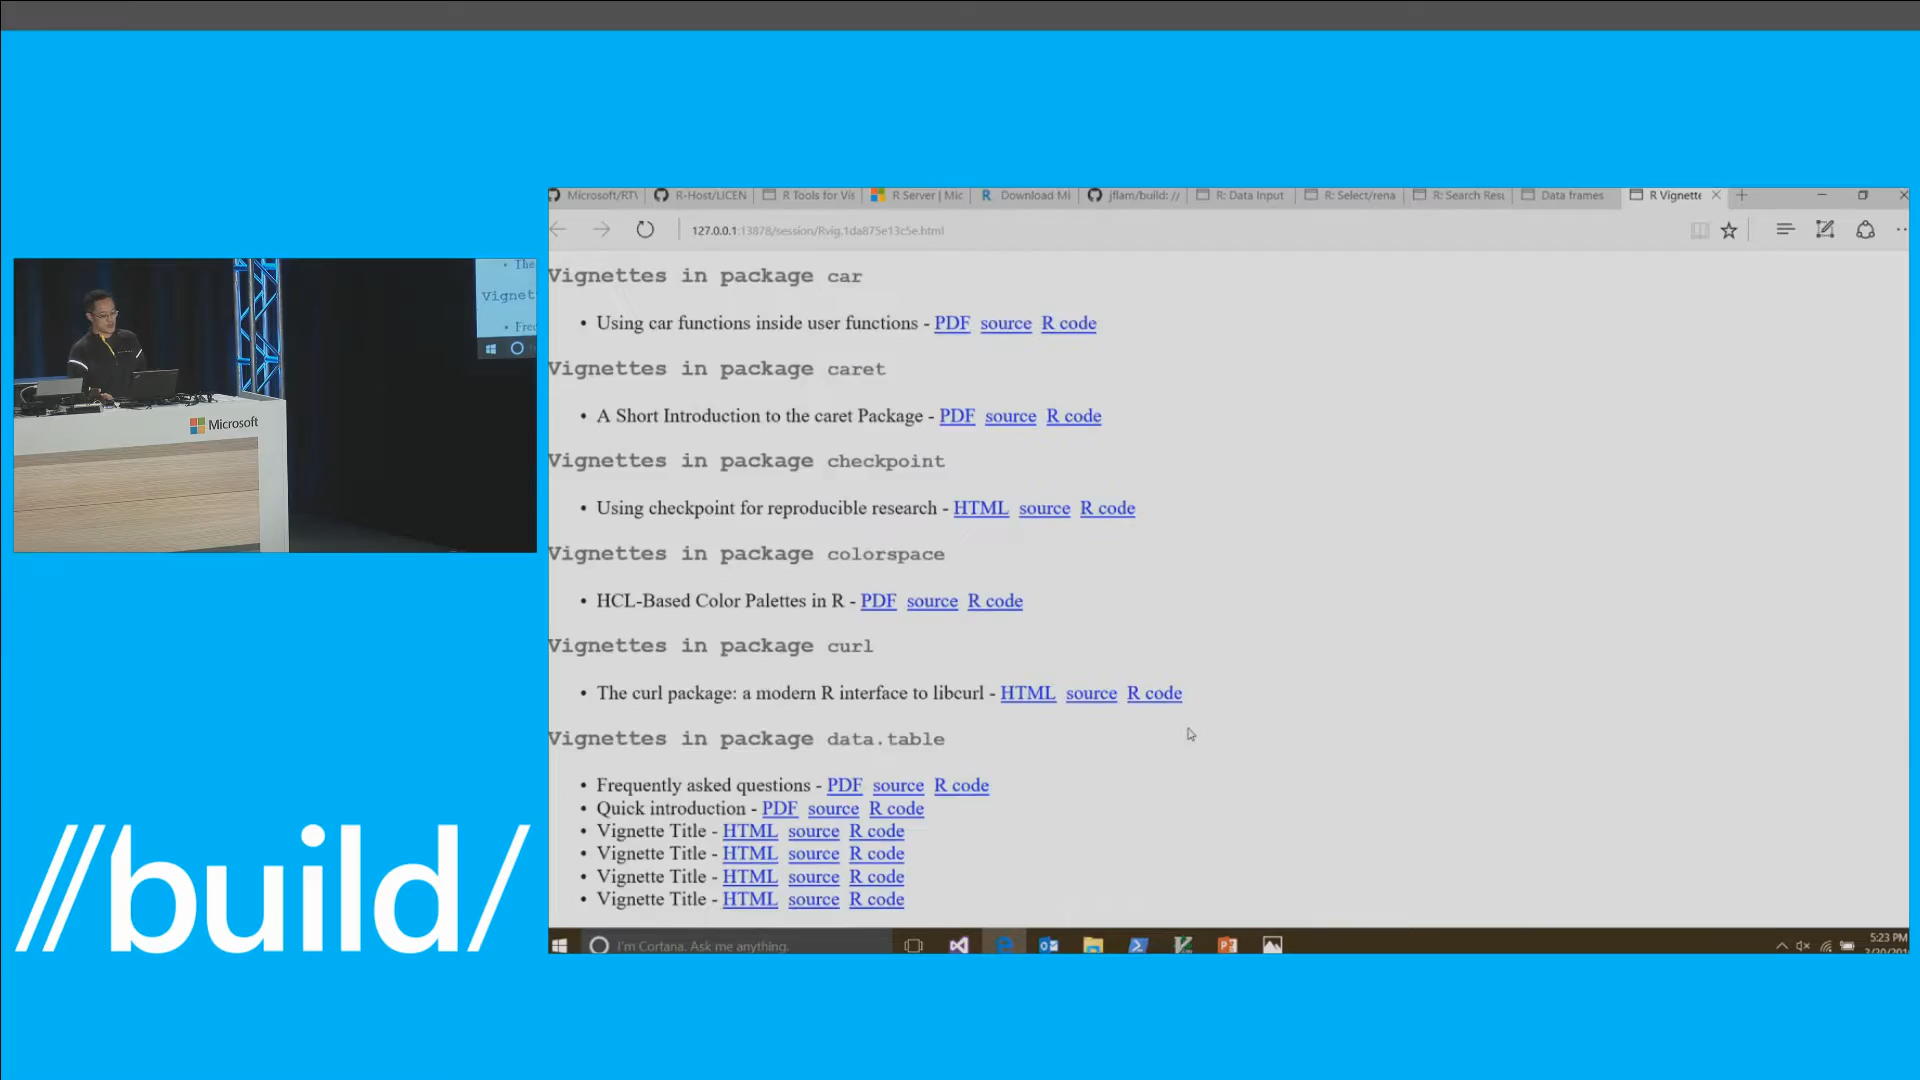 Microsoft/RTV
R-Host/LICEN
R Tools for Vis
R Server | Mic
Download Mi
jflam/build: //
R: Data Input
R: Select/rena
R: Search Resu
Data frames
R Vignette
127.0.0.1:13878/session/Rvig.1da875e13c5e.html
Vignettes in package car
• Using car functions inside user functions - PDF source R code
Vignettes in package caret
• A Short Introduction to the caret Package - PDF source R code
Vignettes in package checkpoint
• Using checkpoint for reproducible research - HTML source R code
Vignettes in package colorspace
• HCL-Based Color Palettes in R - PDF source R code
Vignettes in package curl
• The curl package: a modern R interface to libcurl - HTML source R code
Vignettes in package data.table
• Frequently asked questions - PDF source R code
• Quick introduction - PDF source R code
• Vignette Title - HTML source R code
• Vignette Title - HTML source R code
• Vignette Title - HTML source R code
• Vignette Title - HTML source R code
I'm Cortana. Ask me anything.
5:23 PM
• The
Vignet
• Fre
Microsoft
//build/